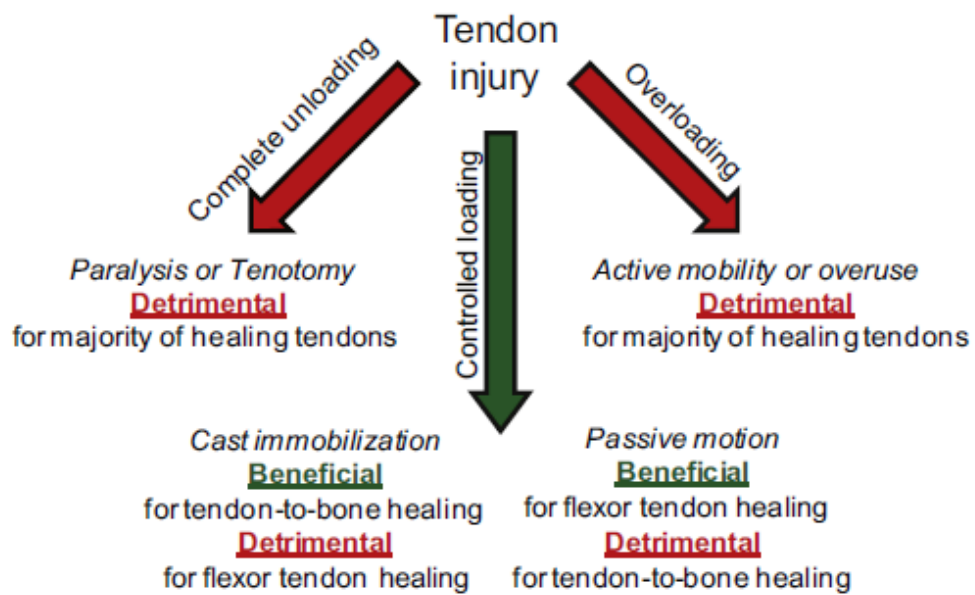 Tendon
injury
Complete unloading
Overloading
Controlled loading
Paralysis or Tenotomy
Detrimental
for majority of healing tendons
Active mobility or overuse
Detrimental
for majority of healing tendons
Cast immobilization
Beneficial
for tendon-to-bone healing
Detrimental
for flexor tendon healing
Passive motion
Beneficial
for flexor tendon healing
Detrimental
for tendon-to-bone healing